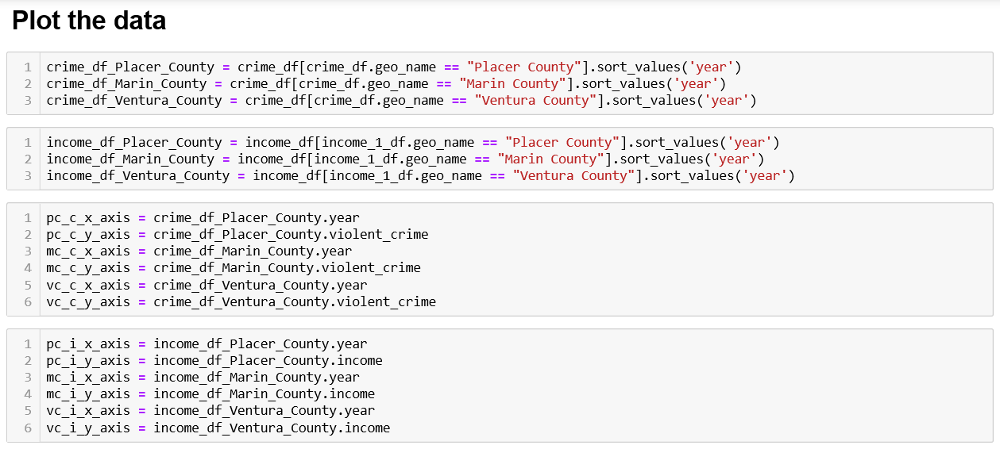 Plot the data
1 crime_df_Placer_County = crime_df[crime_df.geo_name == "Placer County"].sort_values('year')
2 crime_df_Marin_County = crime_df[crime_df.geo_name == "Marin County"].sort_values('year')
3 crime_df_Ventura_County = crime_df[crime_df.geo_name == "Ventura County"].sort_values('year')
1 income_df_Placer_County = income_df[income_1_df.geo_name == "Placer County"].sort_values('year')
2 income_df_Marin_County = income_df[income_1_df.geo_name == "Marin County"].sort_values('year')
3 income_df_Ventura_County = income_df[income_1_df.geo_name == "Ventura County"].sort_values('year')
1 pc_c_x_axis = crime_df_Placer_County.year
2 pc_c_y_axis = crime_df_Placer_County.violent_crime
3 mc_c_x_axis = crime_df_Marin_County.year
4 mc_c_y_axis = crime_df_Marin_County.violent_crime
5 vc_c_x_axis = crime_df_Ventura_County.year
6 vc_c_y_axis = crime_df_Ventura_County.violent_crime
1 pc_i_x_axis = income_df_Placer_County.year
2 pc_i_y_axis = income_df_Placer_County.income
3 mc_i_x_axis = income_df_Marin_County.year
4 mc_i_y_axis = income_df_Marin_County.income
5 vc_i_x_axis = income_df_Ventura_County.year
6 vc_i_y_axis = income_df_Ventura_County.income